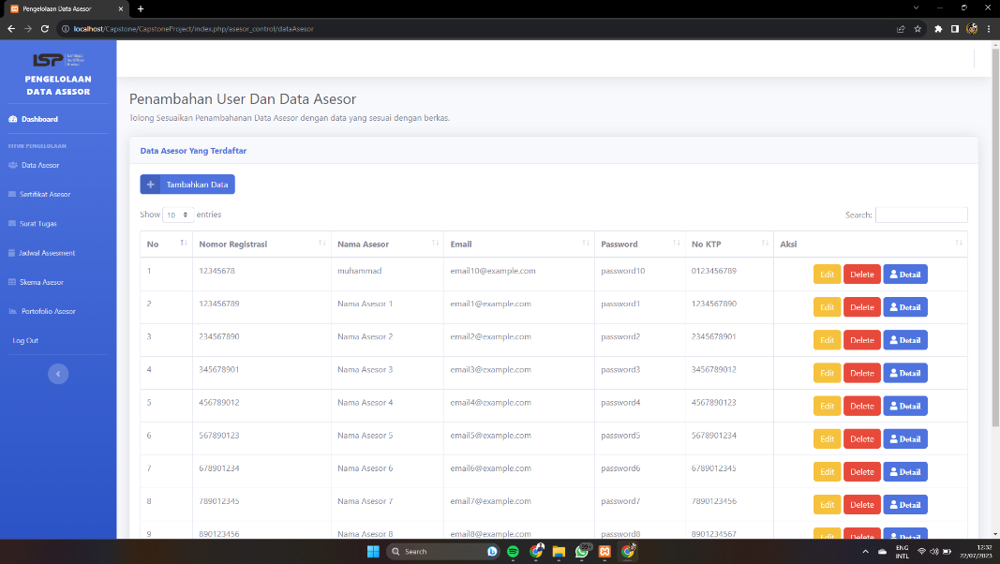 Pengelolaan Data Asesor
localhost/Capstone/CapstoneProject/index.php/asesor_control/dataAsesor
LSP Lembaga Sertifikasi Profesi
PENGELOLAAN
DATA ASESOR
Dashboard
FITUR PENGELOLAAN
Data Asesor
Sertifikat Asesor
Surat Tugas
Jadwal Assesment
Skema Asesor
Portofolio Asesor
Log Out
Penambahan User Dan Data Asesor
Tolong Sesuaikan Penambahanan Data Asesor dengan data yang sesuai dengan berkas.
Data Asesor Yang Terdaftar
Tambahkan Data
Show 10 entries
Search:
No Nomor Registrasi Nama Asesor Email Password No KTP Aksi
1 12345678 muhammad email10@example.com password10 0123456789 Edit Delete Detail
2 123456789 Nama Asesor 1 email1@example.com password1 1234567890 Edit Delete Detail
3 234567890 Nama Asesor 2 email2@example.com password2 2345678901 Edit Delete Detail
4 345678901 Nama Asesor 3 email3@example.com password3 3456789012 Edit Delete Detail
5 456789012 Nama Asesor 4 email4@example.com password4 4567890123 Edit Delete Detail
6 567890123 Nama Asesor 5 email5@example.com password5 5678901234 Edit Delete Detail
7 678901234 Nama Asesor 6 email6@example.com password6 6789012345 Edit Delete Detail
8 789012345 Nama Asesor 7 email7@example.com password7 7890123456 Edit Delete Detail
9 890123456 Nama Asesor 8 email8@example.com password8 8901234567 Edit Delete Detail
Search
ENG
INTL
12:32
22/07/2023